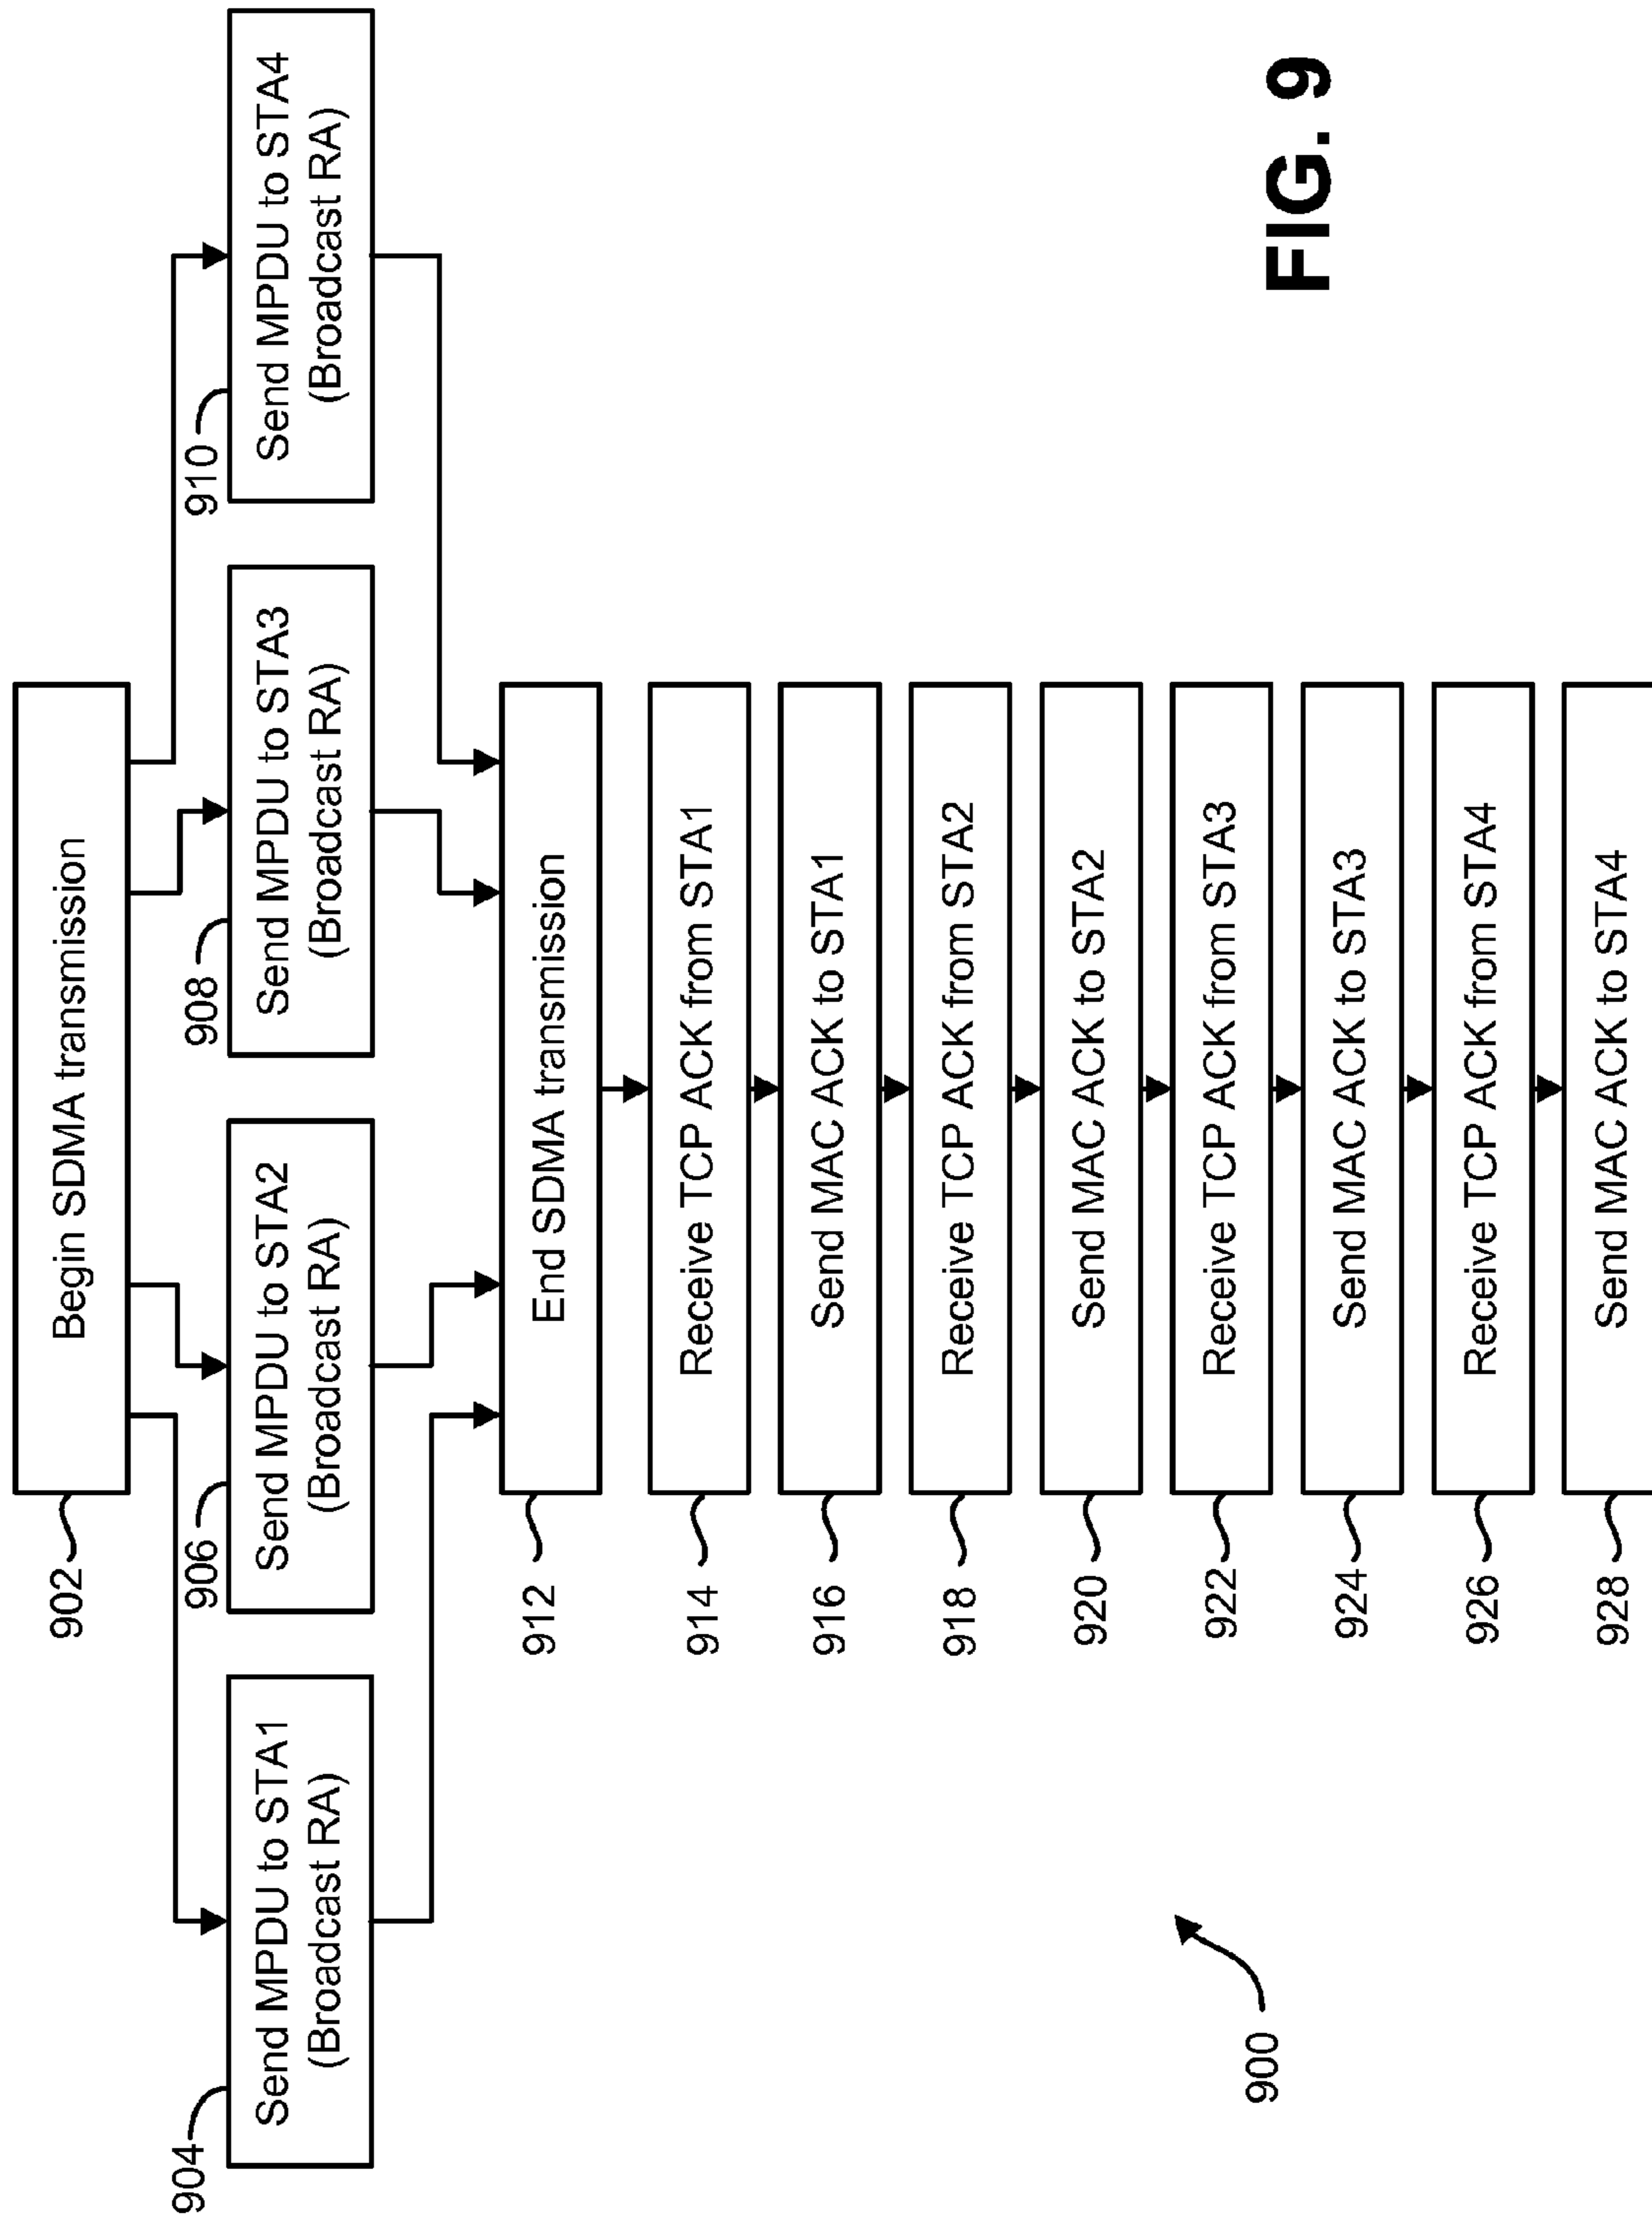 902
Begin SDMA transmission
904
Send MPDU to STA1
(Broadcast RA)
906
Send MPDU to STA2
(Broadcast RA)
908
Send MPDU to STA3
(Broadcast RA)
910
Send MPDU to STA4
(Broadcast RA)
912
End SDMA transmission
914
Receive TCP ACK from STA1
916
Send MAC ACK to STA1
918
Receive TCP ACK from STA2
920
Send MAC ACK to STA2
922
Receive TCP ACK from STA3
924
Send MAC ACK to STA3
926
Receive TCP ACK from STA4
928
Send MAC ACK to STA4
900
FIG. 9